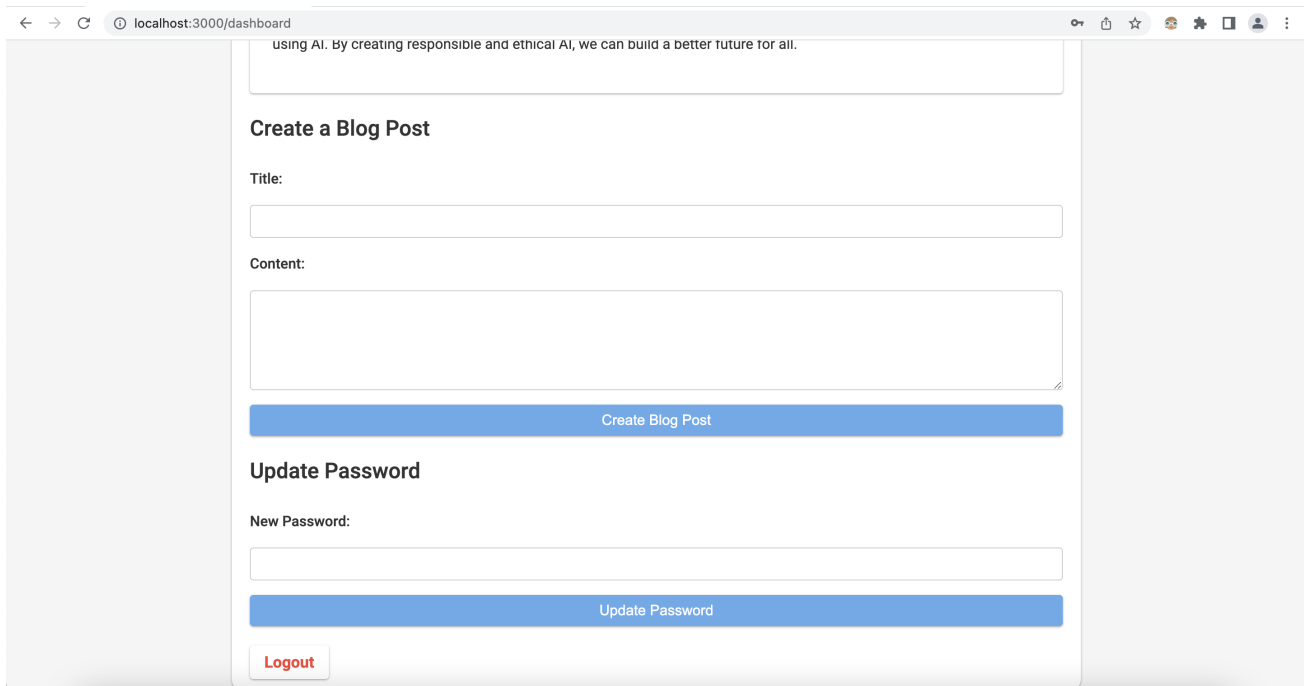 localhost:3000/dashboard
using AI. By creating responsible and ethical AI, we can build a better future for all.
Create a Blog Post
Title:
Content:
Create Blog Post
Update Password
New Password:
Update Password
Logout